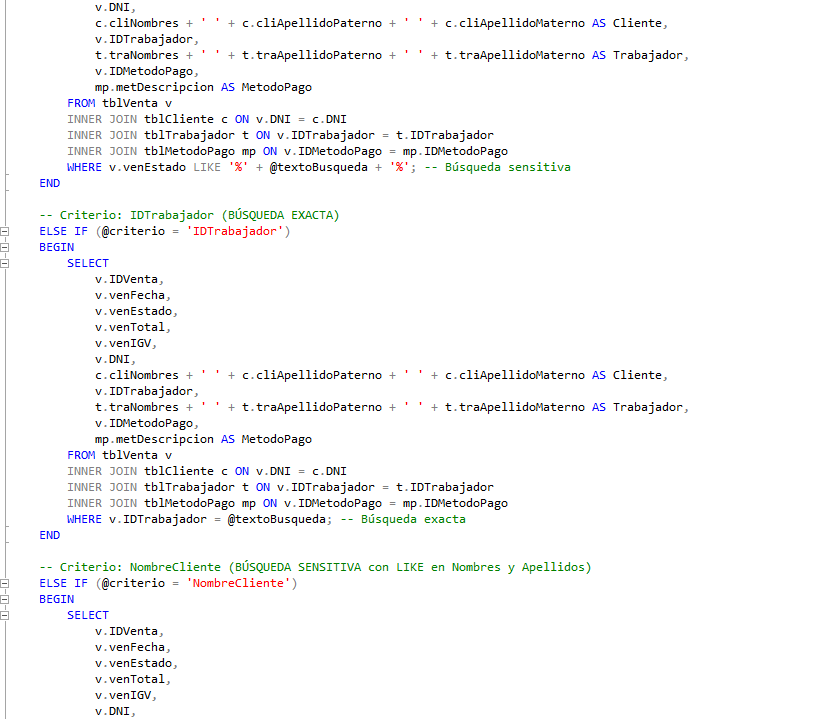 v.DNI,
c.cliNombres + ' ' + c.cliApellidoPaterno + ' ' + c.cliApellidoMaterno AS Cliente,
v.IDTrabajador,
t.traNombres + ' ' + t.traApellidoPaterno + ' ' + t.traApellidoMaterno AS Trabajador,
v.IDMetodoPago,
mp.metDescripcion AS MetodoPago
FROM tblVenta v
INNER JOIN tblCliente c ON v.DNI = c.DNI
INNER JOIN tblTrabajador t ON v.IDTrabajador = t.IDTrabajador
INNER JOIN tblMetodoPago mp ON v.IDMetodoPago = mp.IDMetodoPago
WHERE v.venEstado LIKE '%' + @textoBusqueda + '%'; -- Búsqueda sensitiva
END
-- Criterio: IDTrabajador (BÚSQUEDA EXACTA)
ELSE IF (@criterio = 'IDTrabajador')
BEGIN
SELECT
v.IDVenta,
v.venFecha,
v.venEstado,
v.venTotal,
v.venIGV,
v.DNI,
c.cliNombres + ' ' + c.cliApellidoPaterno + ' ' + c.cliApellidoMaterno AS Cliente,
v.IDTrabajador,
t.traNombres + ' ' + t.traApellidoPaterno + ' ' + t.traApellidoMaterno AS Trabajador,
v.IDMetodoPago,
mp.metDescripcion AS MetodoPago
FROM tblVenta v
INNER JOIN tblCliente c ON v.DNI = c.DNI
INNER JOIN tblTrabajador t ON v.IDTrabajador = t.IDTrabajador
INNER JOIN tblMetodoPago mp ON v.IDMetodoPago = mp.IDMetodoPago
WHERE v.IDTrabajador = @textoBusqueda; -- Búsqueda exacta
END
-- Criterio: NombreCliente (BÚSQUEDA SENSITIVA con LIKE en Nombres y Apellidos)
ELSE IF (@criterio = 'NombreCliente')
BEGIN
SELECT
v.IDVenta,
v.venFecha,
v.venEstado,
v.venTotal,
v.venIGV,
v.DNI,